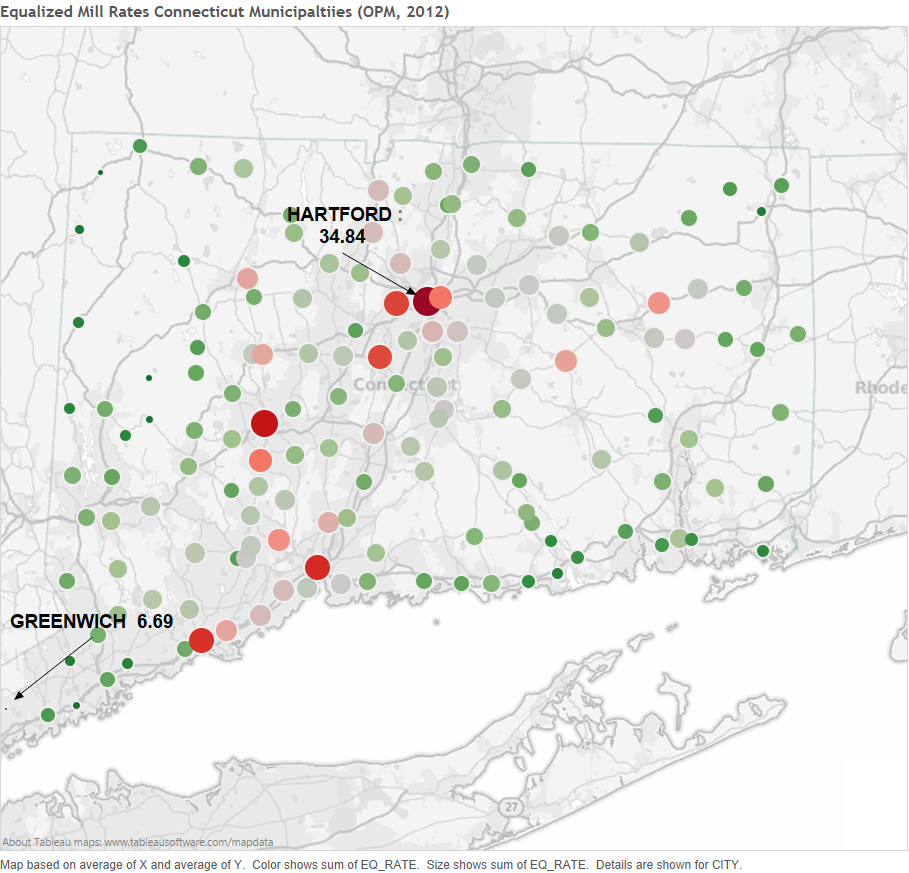 Equalized Mill Rates Connecticut Municipaltiies (OPM, 2012)
HARTFORD :
34.84
Connecticut
Rhode
GREENWICH 6.69
27
About Tableau maps: www.tableausoftware.com/mapdata
Map based on average of X and average of Y. Color shows sum of EQ_RATE. Size shows sum of EQ_RATE. Details are shown for CITY.